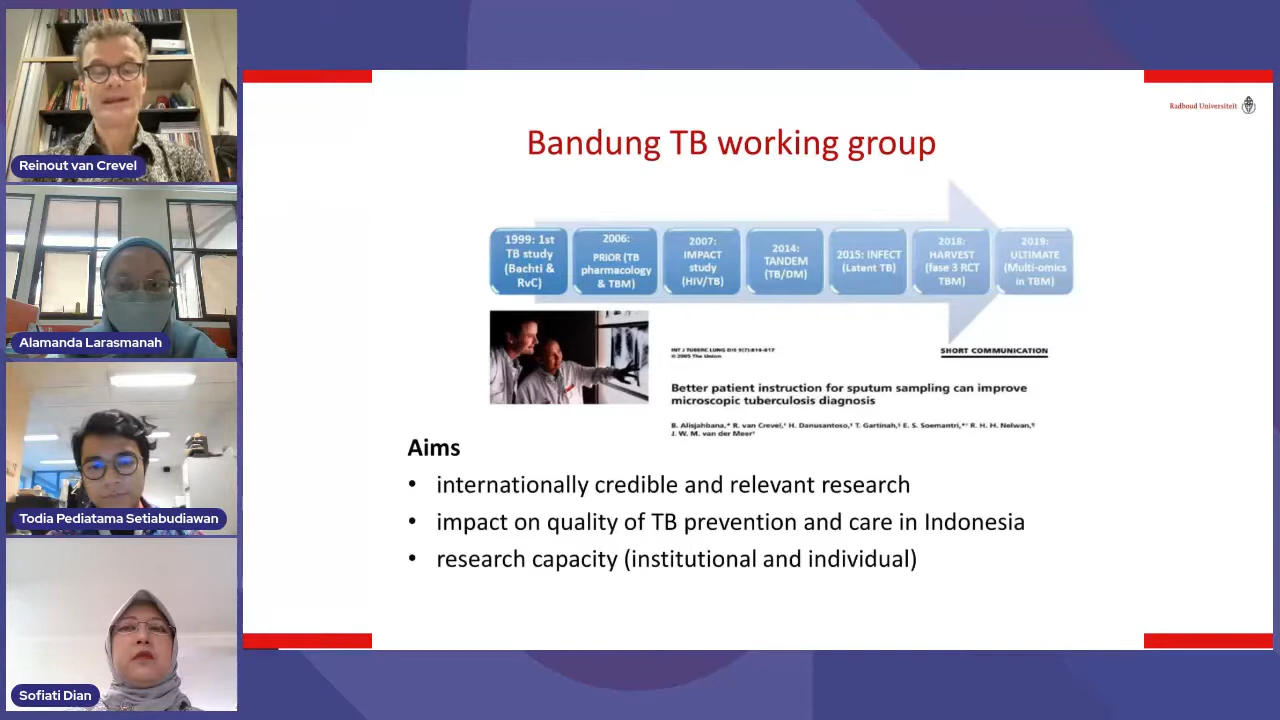 Reinout van Crevel
Alamanda Larasmanah
Todia Pediatama Setiabudiawan
Sofiati Dian
Radboud Universiteit
Bandung TB working group
1999: 1st
TB study
(Bachti &
RvC)
2006:
PRIOR (TB
pharmacology
& TBM)
2007:
IMPACT
study
(HIV/TB)
2014:
TANDEM
(TB/DM)
2015: INFECT
(Latent TB)
2018:
HARVEST
(fase 3 RCT
TBM)
2019:
ULTIMATE
(Multi-omics
in TBM)
INT J TUBERC LUNG DIS 9(7):814–817
© 2005 The Union
SHORT COMMUNICATION
Better patient instruction for sputum sampling can improve
microscopic tuberculosis diagnosis
B. Alisjahbana,* R. van Crevel,† H. Danusantoso,‡ T. Gartinah,§ E. S. Soemantri,*† R. H. H. Nelwan,¶
J. W. M. van der Meer†
Aims
• internationally credible and relevant research
• impact on quality of TB prevention and care in Indonesia
• research capacity (institutional and individual)